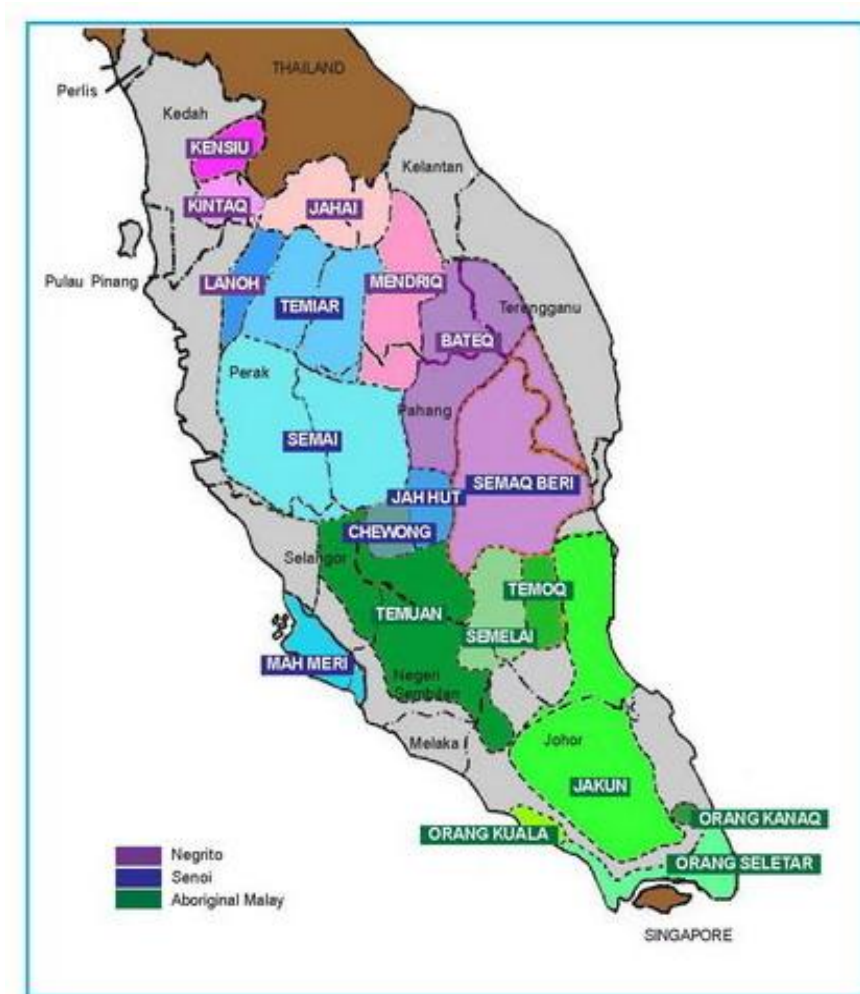 THAILAND
Perlis
Kedah
KENSIU
Kelantan
KINTAQ
JAHAI
Pulau Pinang
LANOH
MENDRIQ
TEMIAR
Terengganu
BATEQ
Perak
Pahang
SEMAI
SEMAQ BERI
JAH HUT
CHEWONG
Selangor
TEMOQ
TEMUAN
SEMELAI
MAH MERI
Negeri
Sembilan
Melaka
Johor
JAKUN
ORANG KANAQ
ORANG KUALA
ORANG SELETAR
Negrito
Senoi
Aboriginal Malay
SINGAPORE